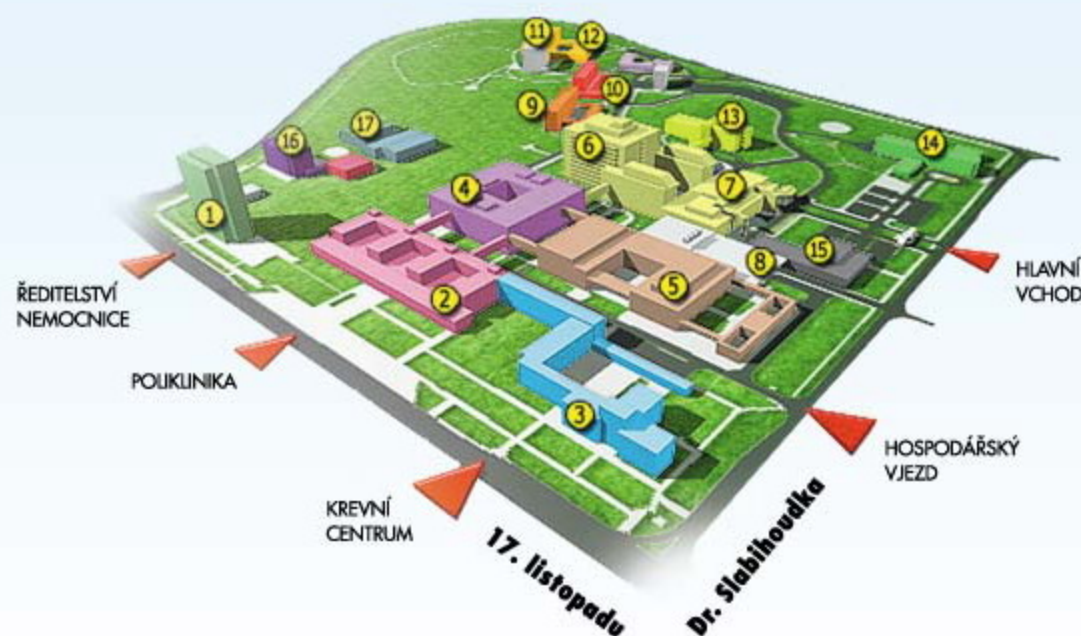 11
12
16
17
9
10
13
6
14
4
7
1
15
8
5
2
3
ŘEDITELSTVÍ
NEMOCNICE
HLAVNÍ
VCHOD
POLIKLINIKA
HOSPODÁŘSKÝ
VJEZD
KREVNÍ
CENTRUM
17. listopadu
Dr. Slabihoudka